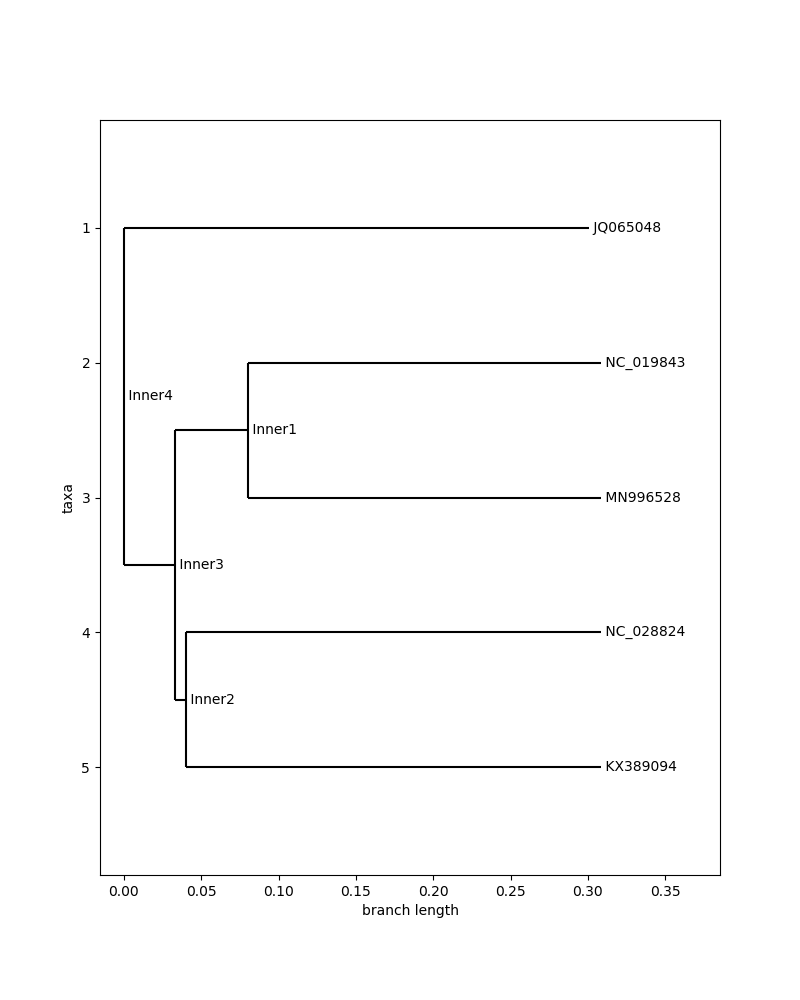 1
JQ065048
2
NC_019843
Inner4
Inner1
taxa
3
MN996528
Inner3
4
NC_028824
Inner2
5
KX389094
0.00 0.05 0.10 0.15 0.20 0.25 0.30 0.35
branch length